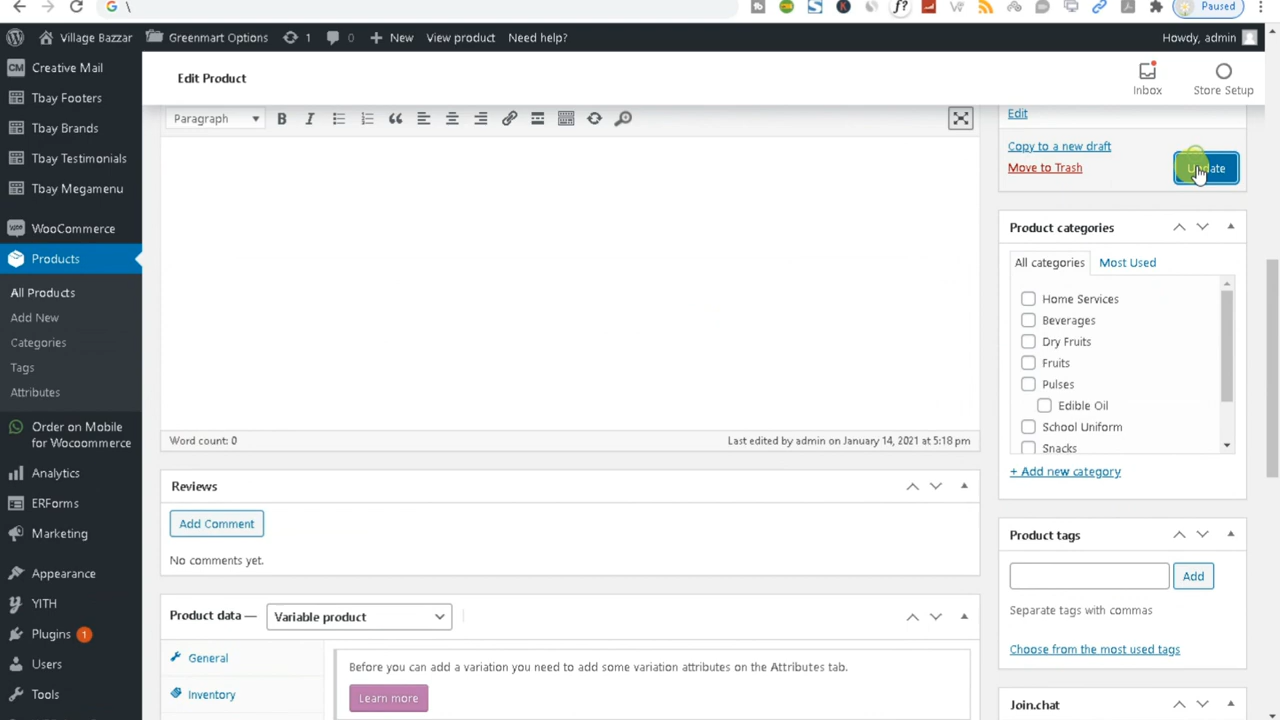 \
Paused
Village Bazzar
Greenmart Options
1
0
New
View product
Need help?
Howdy, admin
CM Creative Mail
Tbay Footers
Tbay Brands
Tbay Testimonials
Tbay Megamenu
WooCommerce
Products
All Products
Add New
Categories
Tags
Attributes
Order on Mobile
for Wocoommerce
Analytics
ERForms
Marketing
Appearance
YITH
Plugins 1
Users
Tools
Edit Product
Inbox
Store Setup
Paragraph
B I
Word count: 0
Last edited by admin on January 14, 2021 at 5:18 pm
Reviews
Add Comment
No comments yet.
Product data —
Variable product
General
Inventory
Before you can add a variation you need to add some variation attributes on the Attributes tab.
Learn more
Edit
Copy to a new draft
Move to Trash
Update
Product categories
All categories
Most Used
Home Services
Beverages
Dry Fruits
Fruits
Pulses
Edible Oil
School Uniform
Snacks
+ Add new category
Product tags
Add
Separate tags with commas
Choose from the most used tags
Join.chat